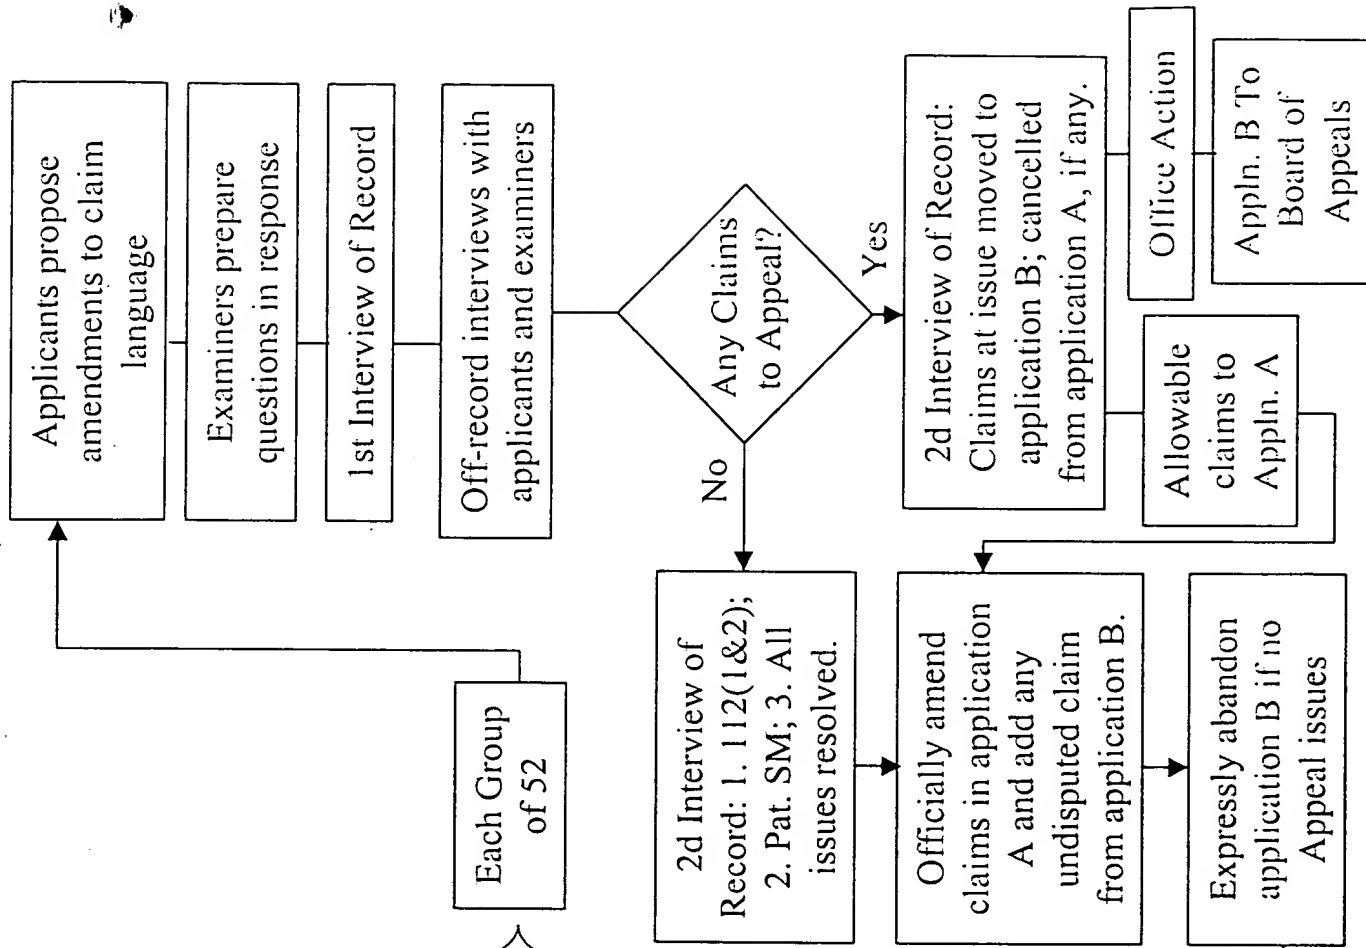 Each Group
of 52
Applicants propose
amendments to claim
language
Examiners prepare
questions in response
1st Interview of Record
Off-record interviews with
applicants and examiners
Any Claims
to Appeal?
No
Yes
2d Interview of
Record: 1. 112(1&2);
2. Pat. SM; 3. All
issues resolved.
Officially amend
claims in application
A and add any
undisputed claim
from application B.
Expressly abandon
application B if no
Appeal issues
2d Interview of Record:
Claims at issue moved to
application B; cancelled
from application A, if any.
Allowable
claims to
Appln. A
Office Action
Appln. B To
Board of
Appeals